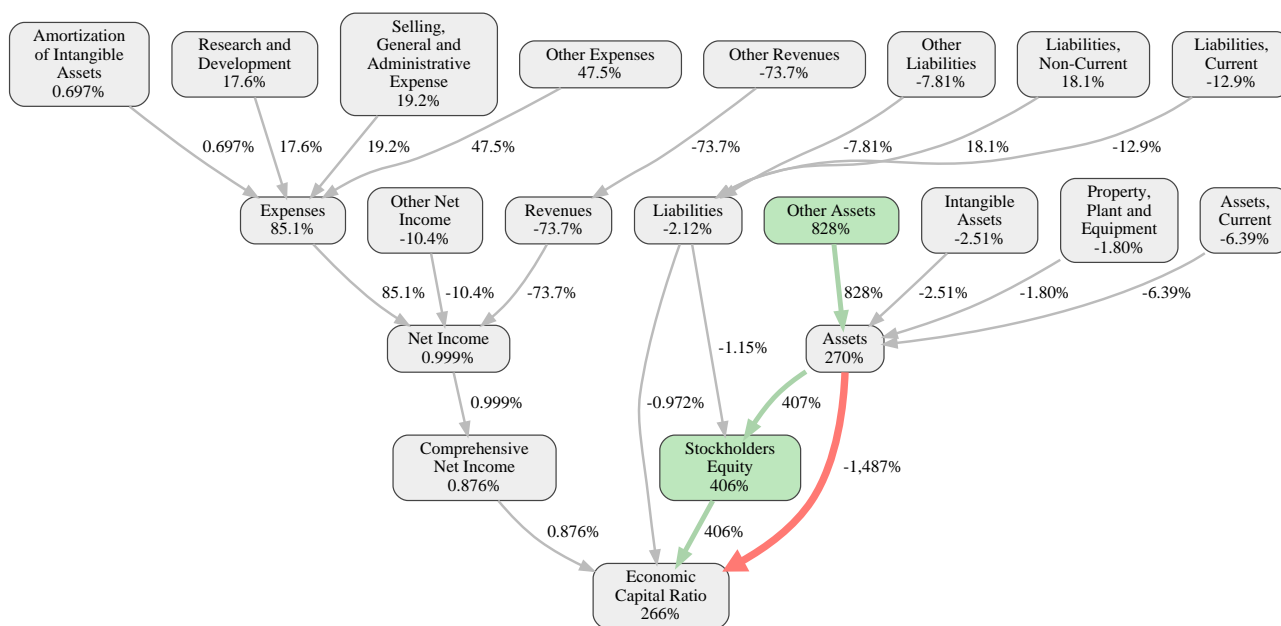 Amortization
of Intangible
Assets
0.697%
Research and
Development
17.6%
Selling,
General and
Administrative
Expense
19.2%
Other Expenses
47.5%
Other Revenues
-73.7%
Other
Liabilities
-7.81%
Liabilities,
Non-Current
18.1%
Liabilities,
Current
-12.9%
0.697%
17.6%
19.2%
47.5%
-73.7%
-7.81%
18.1%
-12.9%
Expenses
85.1%
Other Net
Income
-10.4%
Revenues
-73.7%
Liabilities
-2.12%
Other Assets
828%
Intangible
Assets
-2.51%
Property,
Plant and
Equipment
-1.80%
Assets,
Current
-6.39%
85.1%
-10.4%
-73.7%
828%
-2.51%
-1.80%
-6.39%
Net Income
0.999%
-1.15%
Assets
270%
0.999%
-0.972%
407%
Comprehensive
Net Income
0.876%
Stockholders
Equity
406%
-1,487%
0.876%
406%
Economic
Capital Ratio
266%